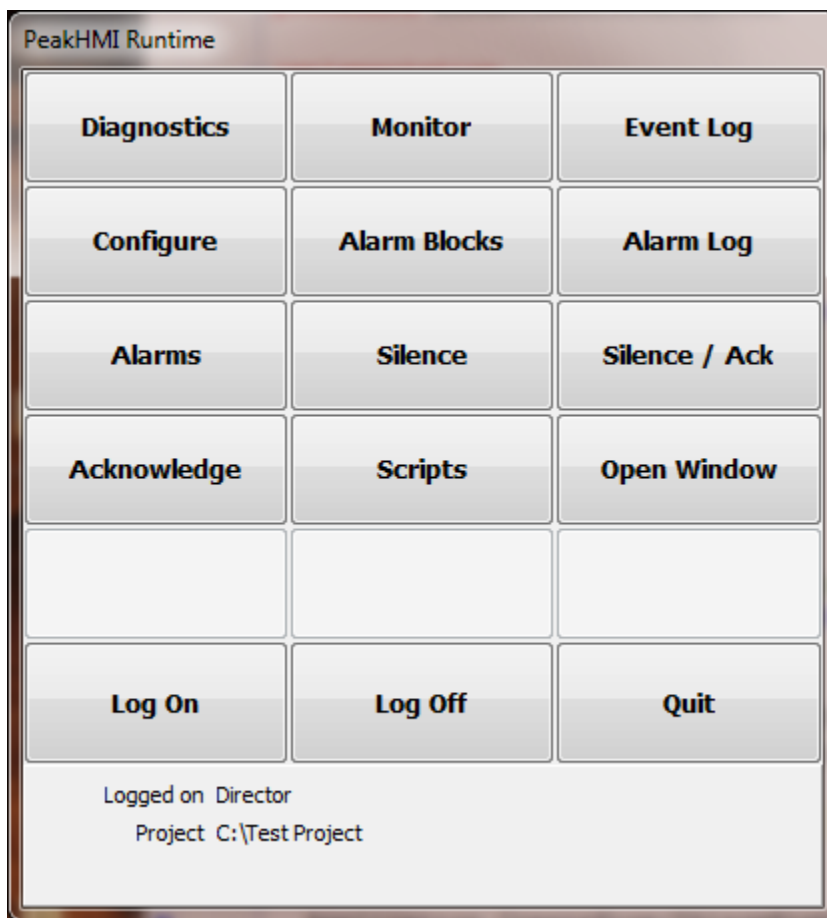 PeakHMI Runtime
Diagnostics Monitor Event Log
Configure Alarm Blocks Alarm Log
Alarms Silence Silence / Ack
Acknowledge Scripts Open Window
Log On Log Off Quit
Logged on Director
Project C:\Test Project